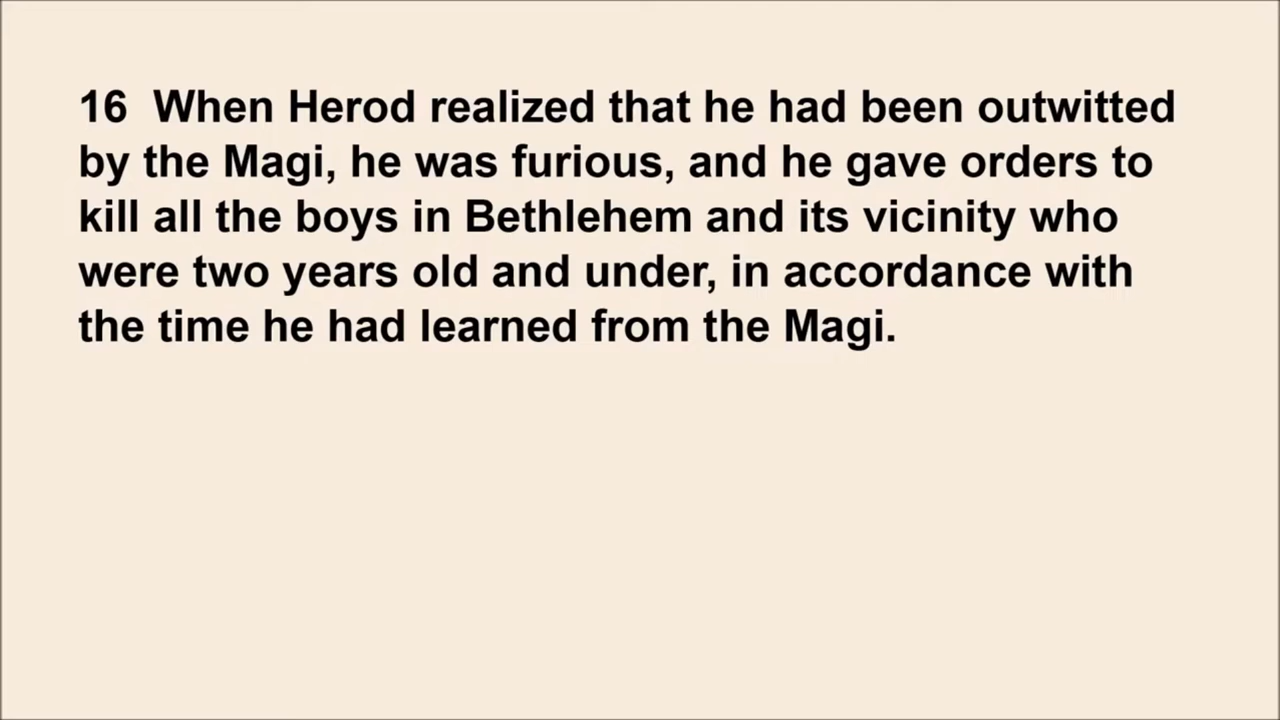 16  When Herod realized that he had been outwitted
by the Magi, he was furious, and he gave orders to
kill all the boys in Bethlehem and its vicinity who
were two years old and under, in accordance with
the time he had learned from the Magi.